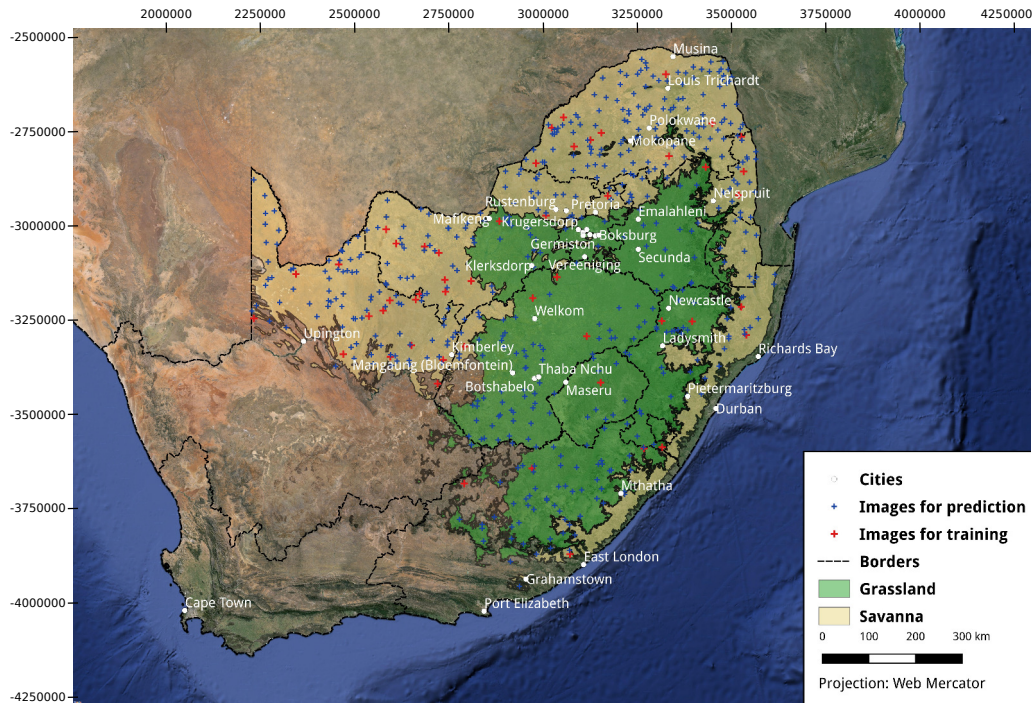 2000000 2250000 2500000 2750000 3000000 3250000 3500000 3750000 4000000 4250000
-2500000
Musina
Louis Trichardt
-2750000
Polokwane
Mokopane
Nelspruit
Rustenburg Pretoria
Mafikeng Krugersdorp Emalahleni
-3000000
Germiston Boksburg
Klerksdorp Vereeniging Secunda
Newcastle
-3250000
Welkom
Upington
Ladysmith
Kimberley
Richards Bay
Mangaung (Bloemfontein) Thaba Nchu
Botshabelo Maseru Pietermaritzburg
Durban
-3500000
Mthatha
-3750000
East London
Grahamstown
-4000000
Cape Town Port Elizabeth
-4250000
Cities
Images for prediction
Images for training
Borders
Grassland
Savanna
0 100 200 300 km
Projection: Web Mercator